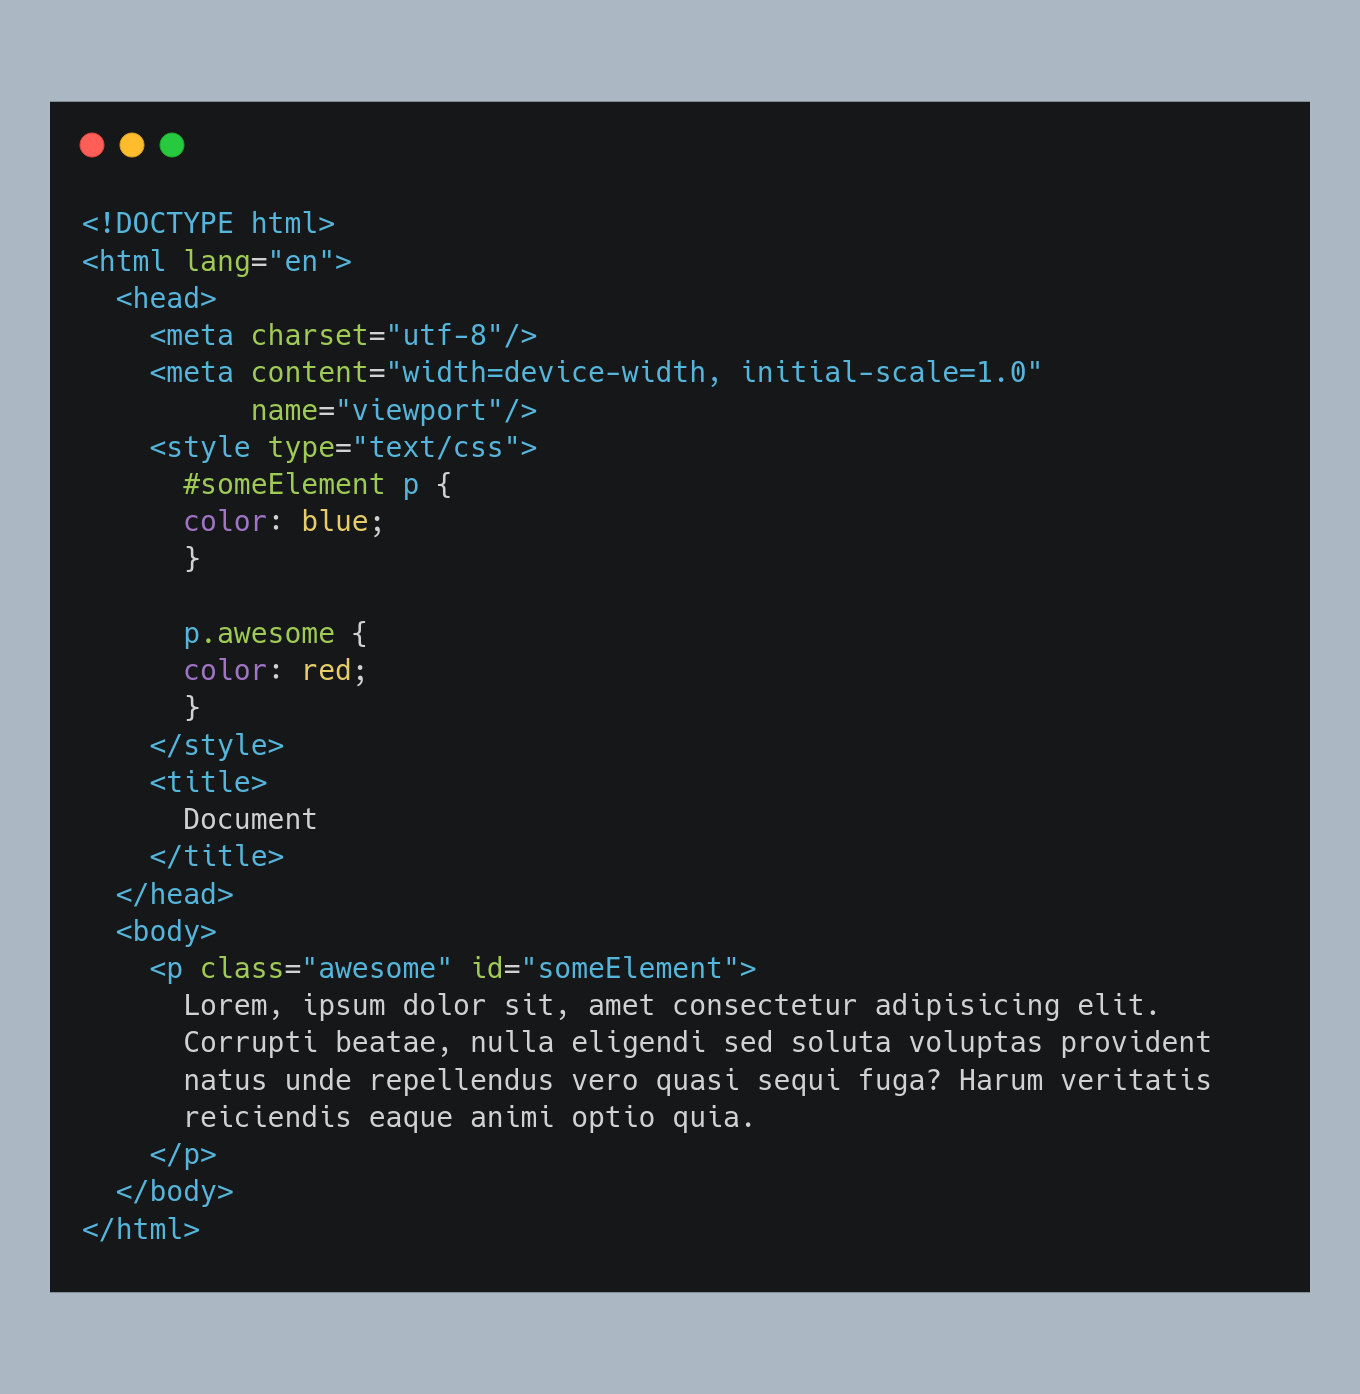 <!DOCTYPE html>
<html lang="en">
  <head>
    <meta charset="utf-8"/>
    <meta content="width=device-width, initial-scale=1.0"
          name="viewport"/>
    <style type="text/css">
      #someElement p {
      color: blue;
      }

      p.awesome {
      color: red;
      }
    </style>
    <title>
      Document
    </title>
  </head>
  <body>
    <p class="awesome" id="someElement">
      Lorem, ipsum dolor sit, amet consectetur adipisicing elit.
      Corrupti beatae, nulla eligendi sed soluta voluptas provident
      natus unde repellendus vero quasi sequi fuga? Harum veritatis
      reiciendis eaque animi optio quia.
    </p>
  </body>
</html>